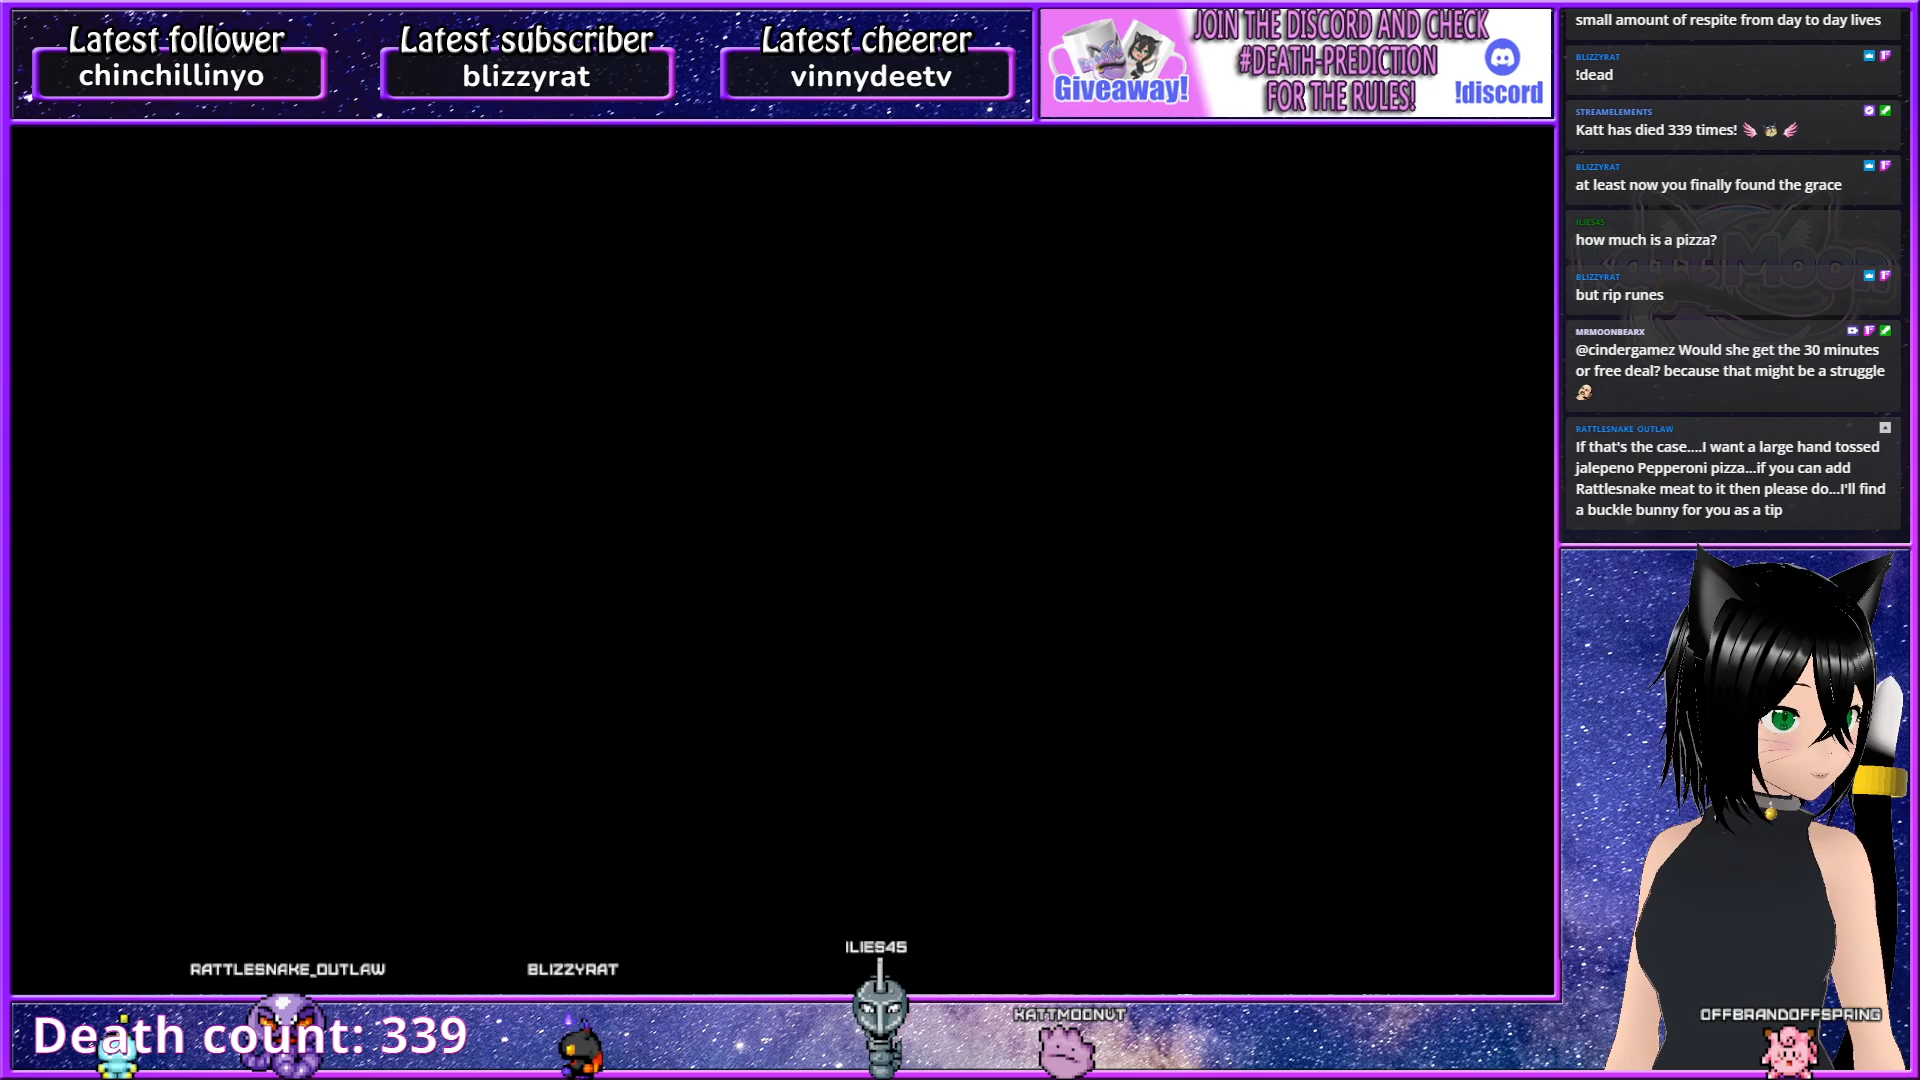 Latest follower
chinchillinyo
Latest subscriber
blizzyrat
Latest cheerer
vinnydeetv
Giveaway!
JOIN THE DISCORD AND CHECK
#DEATH-PREDICTION
FOR THE RULES!
!discord
small amount of respite from day to day lives
BLIZZYRAT
!dead
STREAMELEMENTS
Katt has died 339 times!
BLIZZYRAT
at least now you finally found the grace
ILIES45
how much is a pizza?
BLIZZYRAT
but rip runes
MRMOONBEARX
@cindergamez Would she get the 30 minutes
or free deal? because that might be a struggle
RATTLESNAKE OUTLAW
If that's the case....I want a large hand tossed
jalepeno Pepperoni pizza...if you can add
Rattlesnake meat to it then please do...I'll find
a buckle bunny for you as a tip
ILIES45
RATTLESNAKE_OUTLAW
BLIZZYRAT
KATTMOONUT
OFFBRANDOFFSPRING
Death count: 339